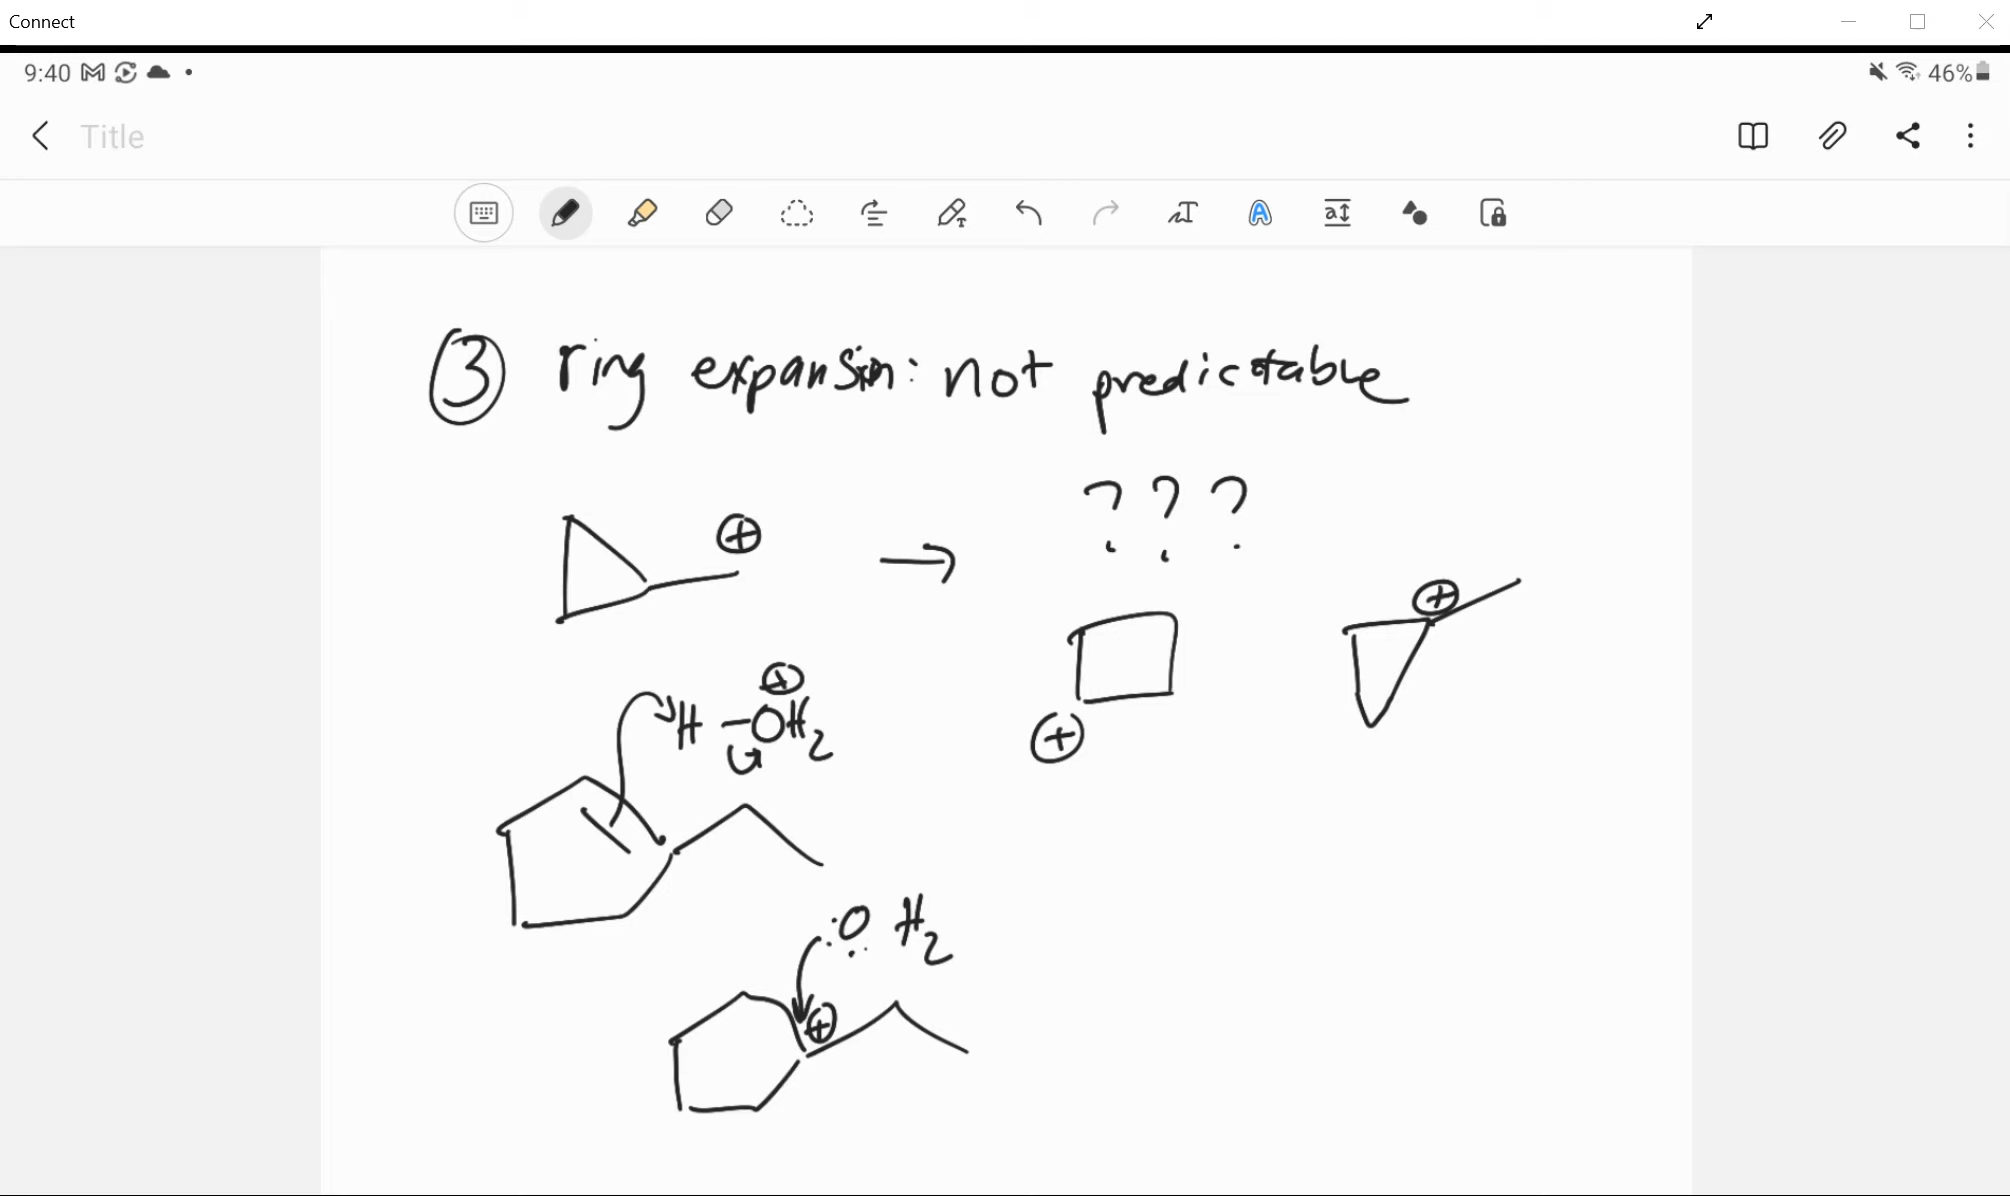 Connect
9:40
46%
Title
③ ring expansion: not predictable
? ? ?
⊕
⊕
⊕
H –OH2
⊕
:O H2
⊕
⊕